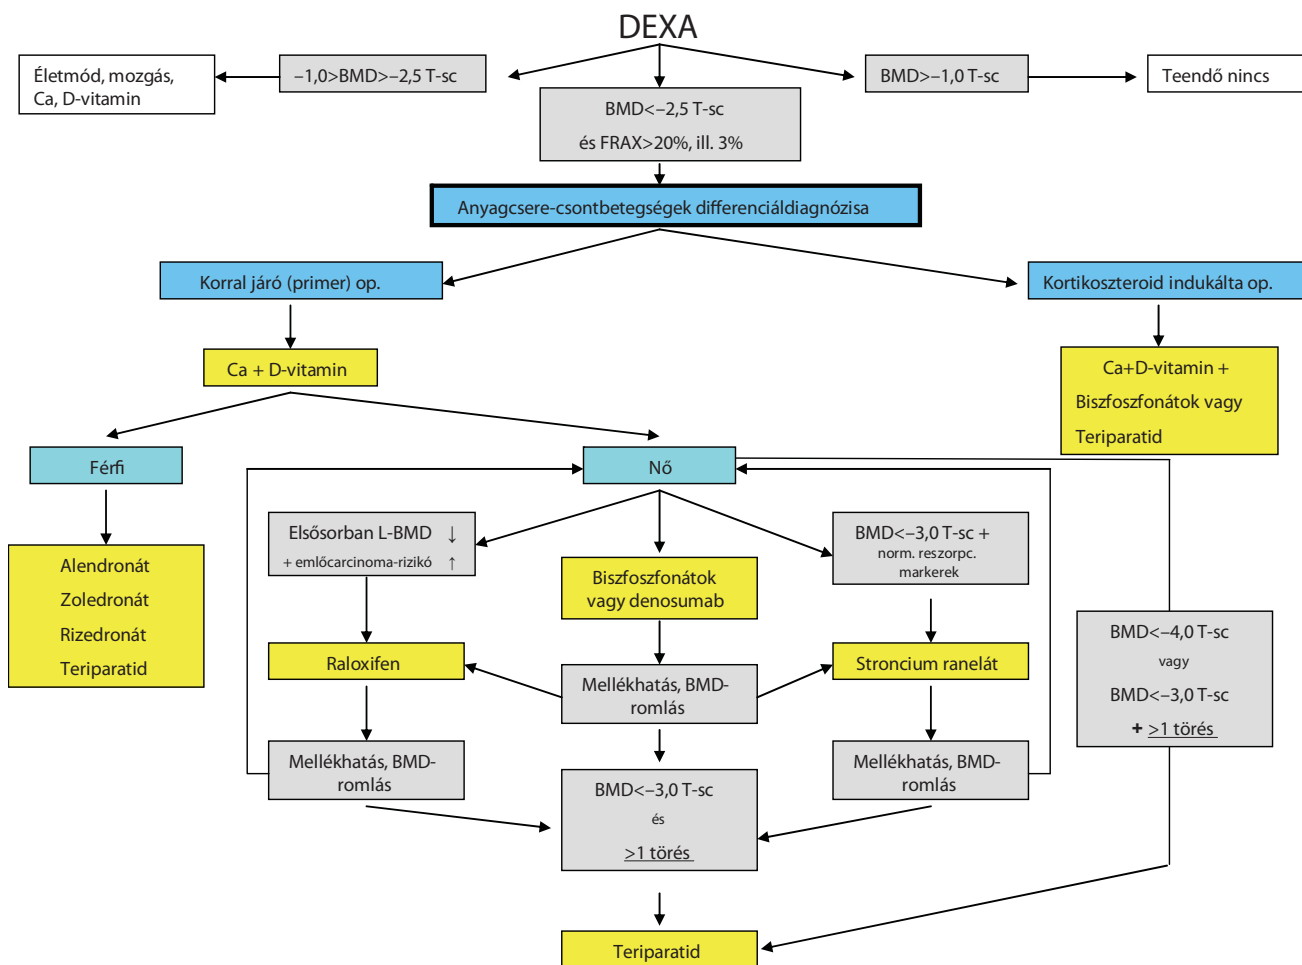 DEXA
Életmód, mozgás,
Ca, D-vitamin
–1,0>BMD>–2,5 T-sc
BMD>–1,0 T-sc
Teendő nincs
BMD<–2,5 T-sc
és FRAX>20%, ill. 3%
Anyagcsere-csontbetegségek differenciáldiagnózisa
Korral járó (primer) op.
Kortikoszteroid indukálta op.
Ca + D-vitamin
Ca+D-vitamin +
Biszfoszfonátok vagy
Teriparatid
Férfi
Nő
Alendronát
Zoledronát
Rizedronát
Teriparatid
Elsősorban L-BMD ↓
+ emlőcarcinoma-rizikó ↑
Biszfoszfonátok
vagy denosumab
BMD<–3,0 T-sc +
norm. reszorpc.
markerek
Raloxifen
Mellékhatás, BMD-
romlás
Stroncium ranelát
BMD<–4,0 T-sc
vagy
BMD<–3,0 T-sc
+ >1 törés
Mellékhatás, BMD-
romlás
BMD<–3,0 T-sc
és
>1 törés
Mellékhatás, BMD-
romlás
Teriparatid